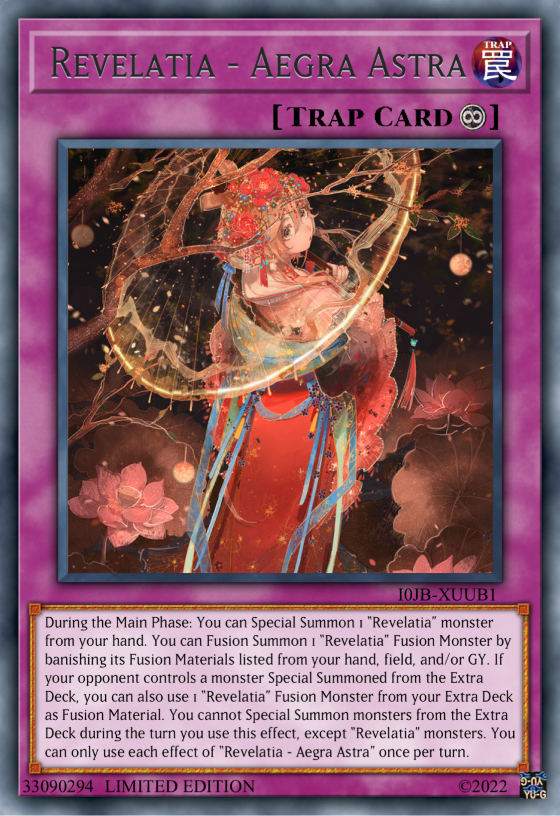 Revelatia - Aegra Astra
TRAP
罠
[Trap Card ♾]
I0JB-XUUB1
During the Main Phase: You can Special Summon 1 "Revelatia" monster
from your hand. You can Fusion Summon 1 "Revelatia" Fusion Monster by
banishing its Fusion Materials listed from your hand, field, and/or GY. If
your opponent controls a monster Special Summoned from the Extra
Deck, you can also use 1 "Revelatia" Fusion Monster from your Extra Deck
as Fusion Material. You cannot Special Summon monsters from the Extra
Deck during the turn you use this effect, except "Revelatia" monsters. You
can only use each effect of "Revelatia - Aegra Astra" once per turn.
33090294 LIMITED EDITION ©2022
YU-G
YU-G